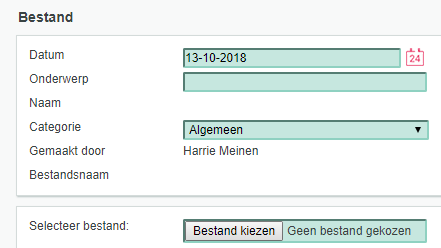 Bestand
Datum 13-10-2018 24
Onderwerp
Naam
Categorie Algemeen
Gemaakt door Harrie Meinen
Bestandsnaam
Selecteer bestand: Bestand kiezen Geen bestand gekozen